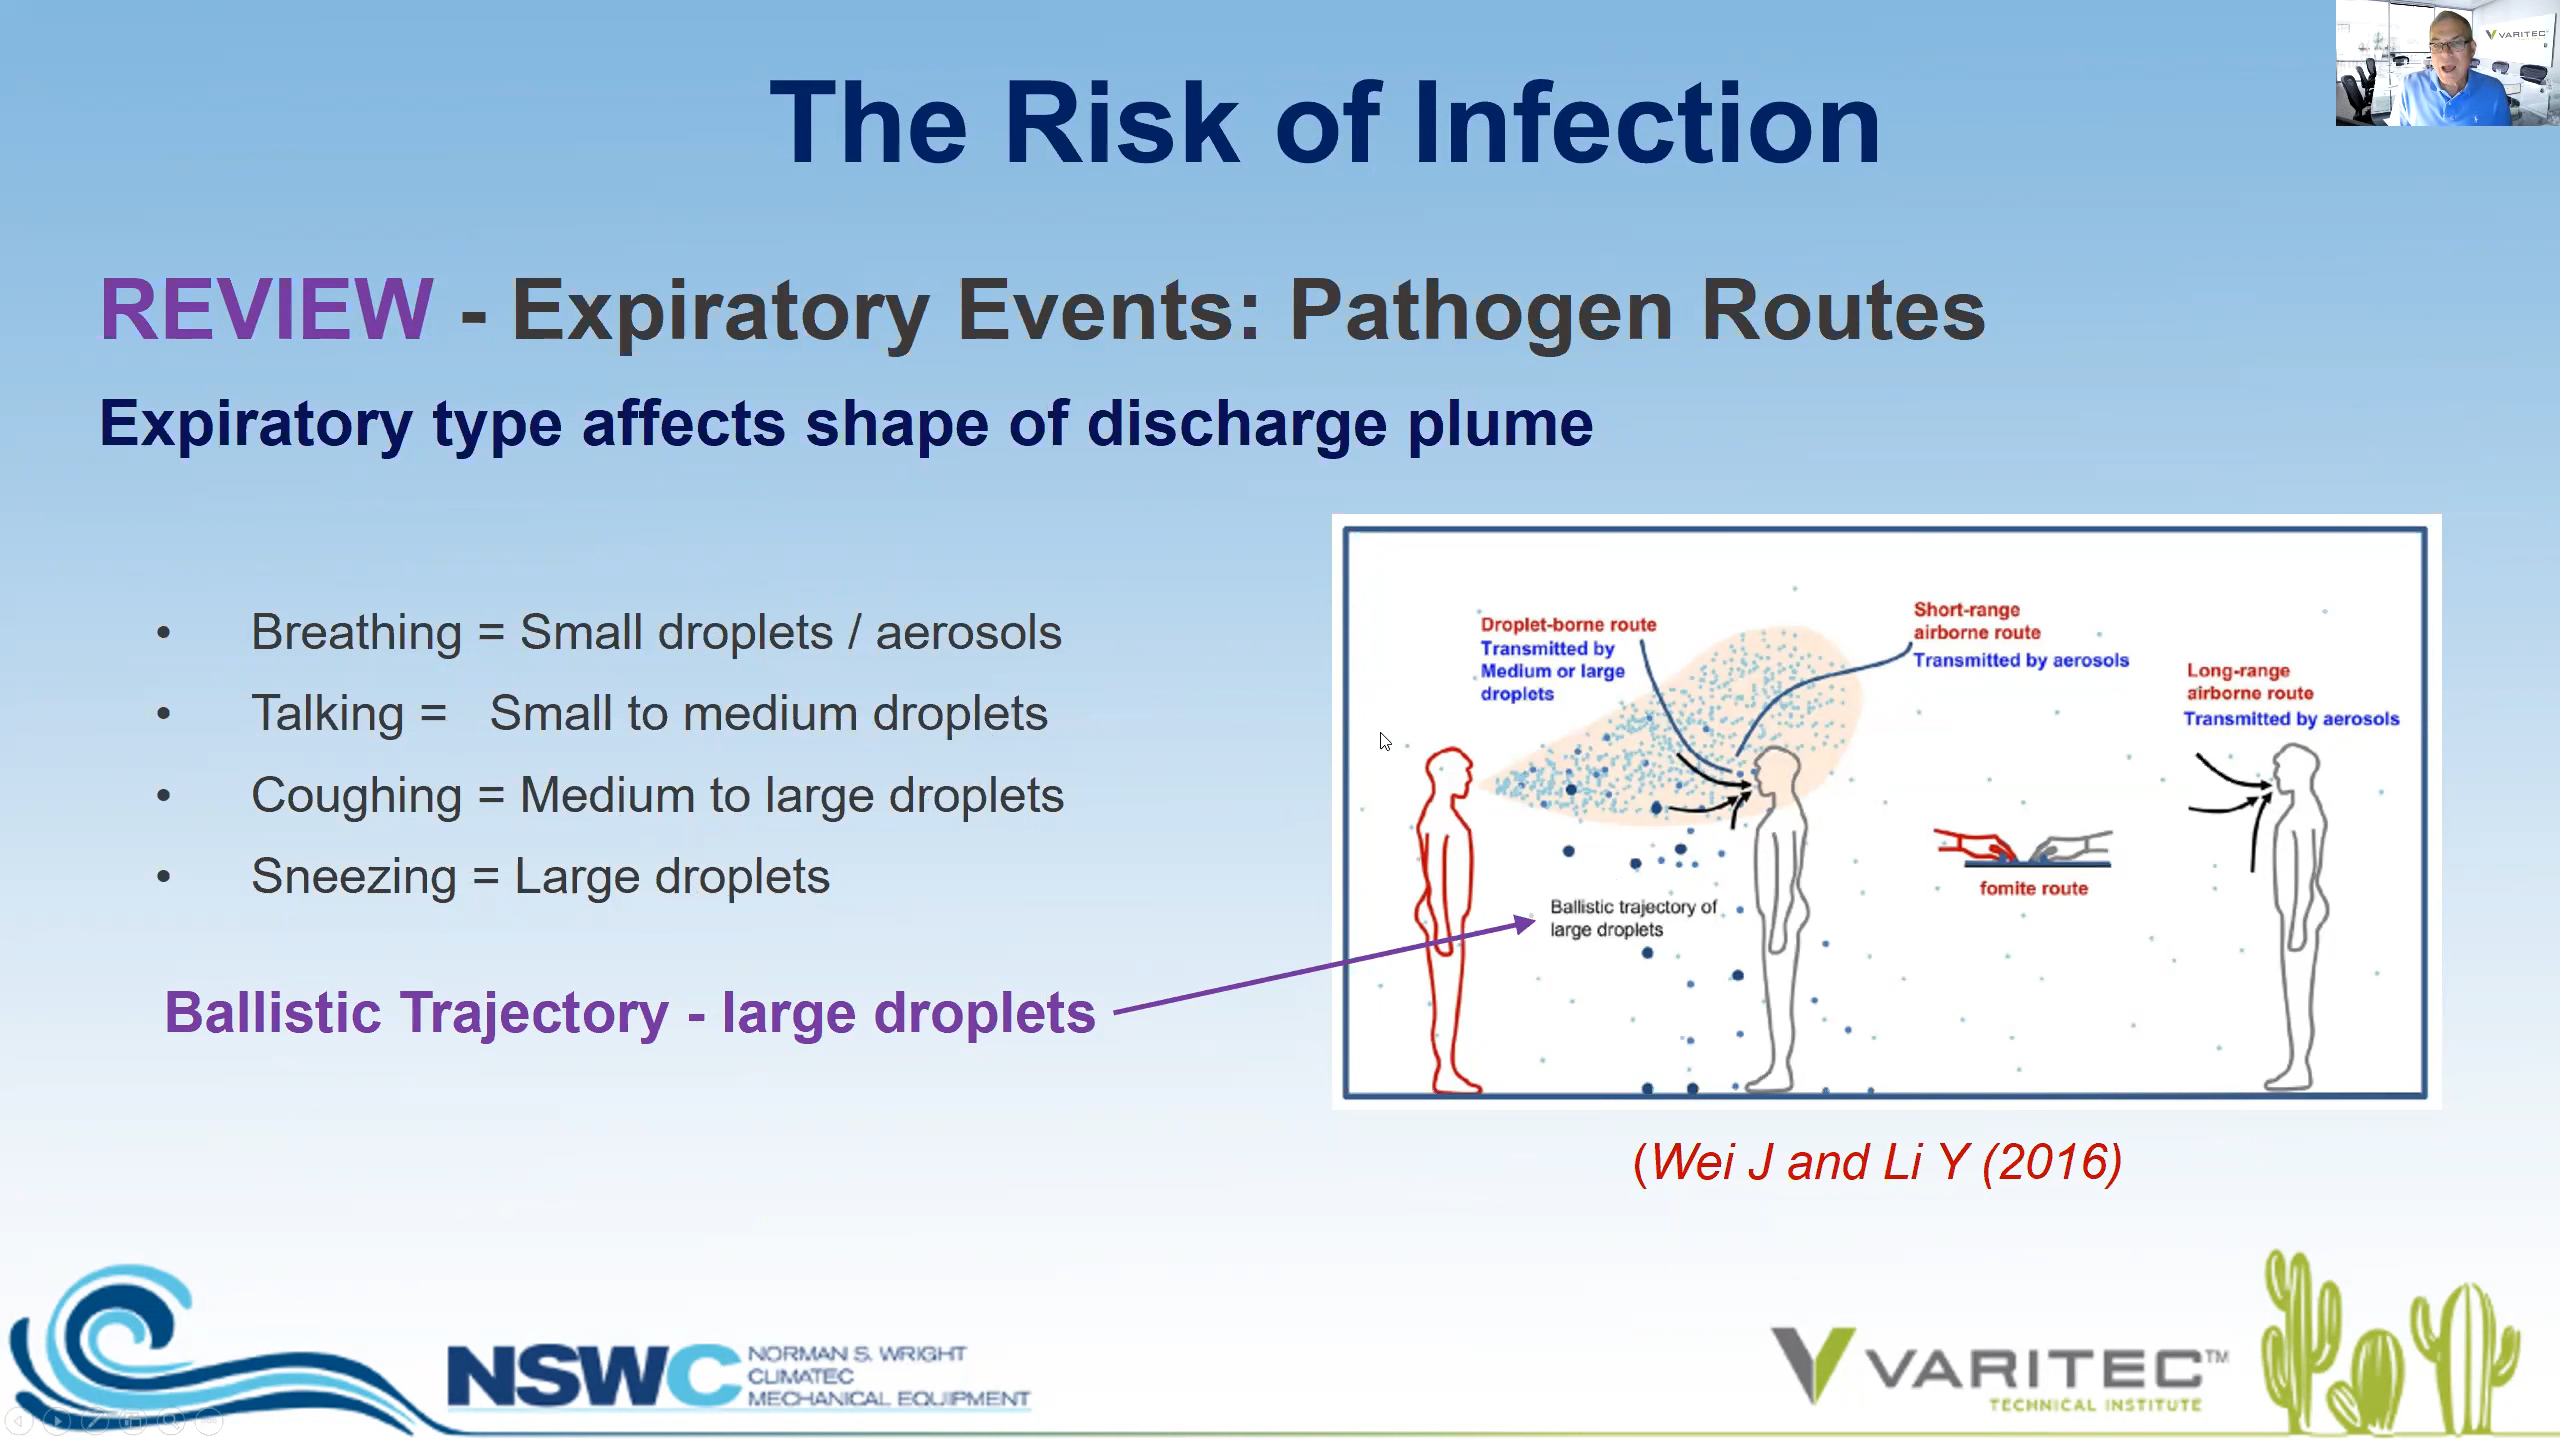 VARITEC
The Risk of Infection
REVIEW - Expiratory Events: Pathogen Routes
Expiratory type affects shape of discharge plume
• Breathing = Small droplets / aerosols
• Talking = Small to medium droplets
• Coughing = Medium to large droplets
• Sneezing = Large droplets
Ballistic Trajectory - large droplets
Droplet-borne route
Transmitted by
Medium or large
droplets
Short-range
airborne route
Transmitted by aerosols
Long-range
airborne route
Transmitted by aerosols
Ballistic trajectory of
large droplets
fomite route
(Wei J and Li Y (2016)
NSWC
NORMAN S. WRIGHT
CLIMATEC
MECHANICAL EQUIPMENT
VARITEC™
TECHNICAL INSTITUTE